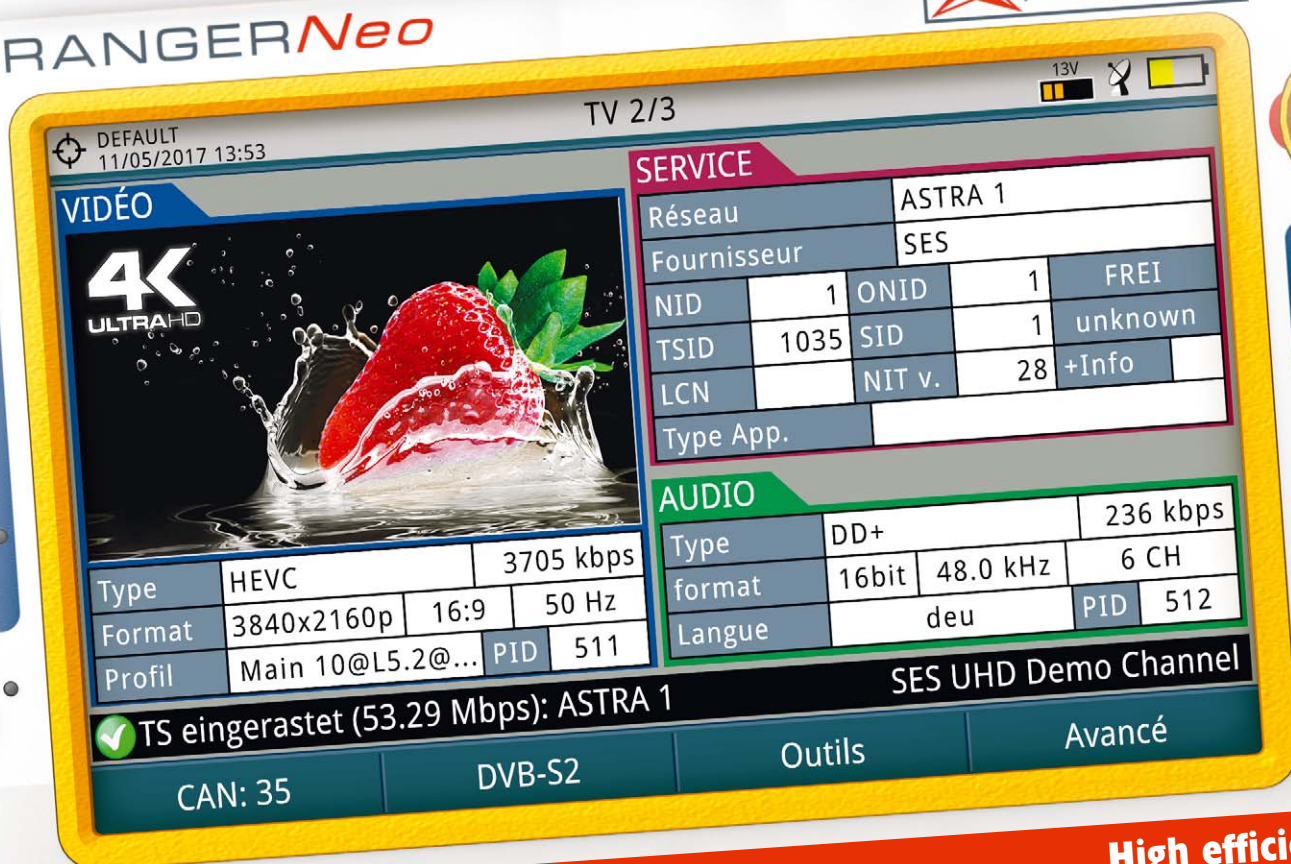 RANGERNeo
DEFAULT
11/05/2017 13:53
TV 2/3
13V
VIDÉO
4K
ULTRAHD
Type HEVC 3705 kbps
Format 3840x2160p 16:9 50 Hz
Profil Main 10@L5.2@... PID 511
SERVICE
Réseau ASTRA 1
Fournisseur SES
NID 1 ONID 1 FREI
TSID 1035 SID 1 unknown
LCN NIT v. 28 +Info
Type App.
AUDIO
Type DD+ 236 kbps
format 16bit 48.0 kHz 6 CH
Langue deu PID 512
TS eingerastet (53.29 Mbps): ASTRA 1 SES UHD Demo Channel
CAN: 35 DVB-S2 Outils Avancé
High